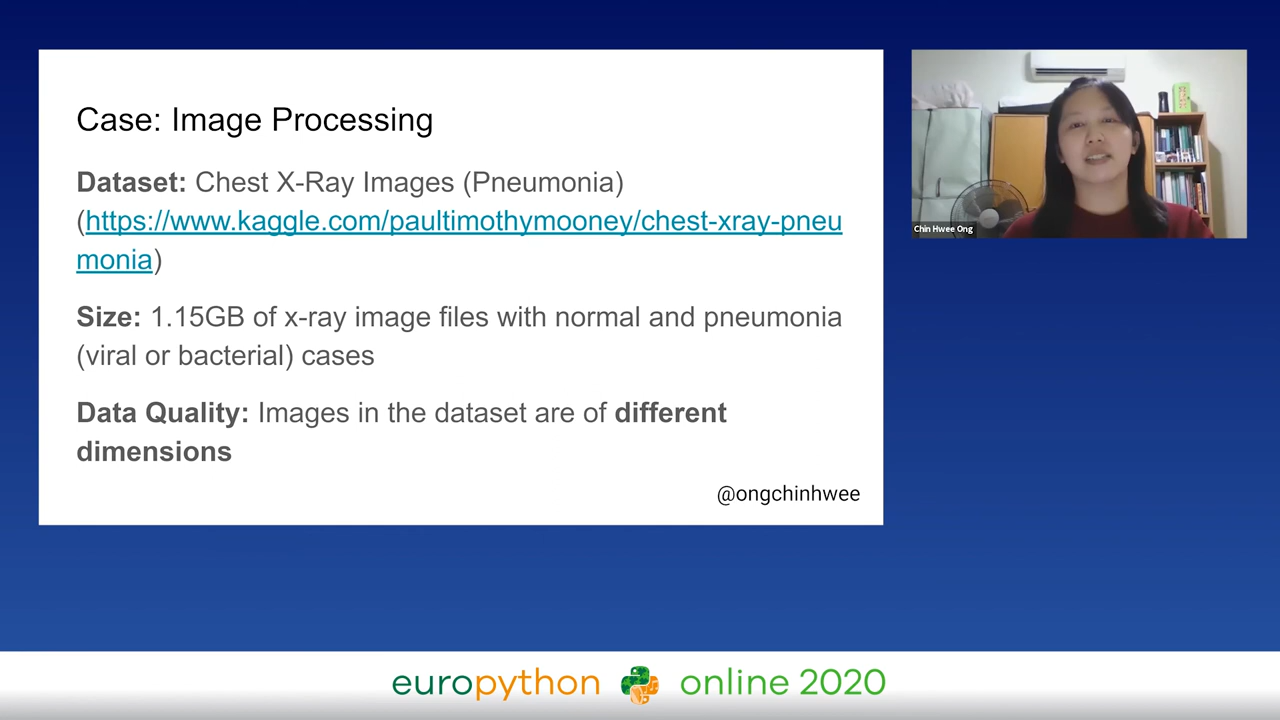 Case: Image Processing
Dataset: Chest X-Ray Images (Pneumonia)
(https://www.kaggle.com/paultimothymooney/chest-xray-pneu
monia)
Size: 1.15GB of x-ray image files with normal and pneumonia
(viral or bacterial) cases
Data Quality: Images in the dataset are of different
dimensions
@ongchinhwee
Chin Hwee Ong
europython online 2020